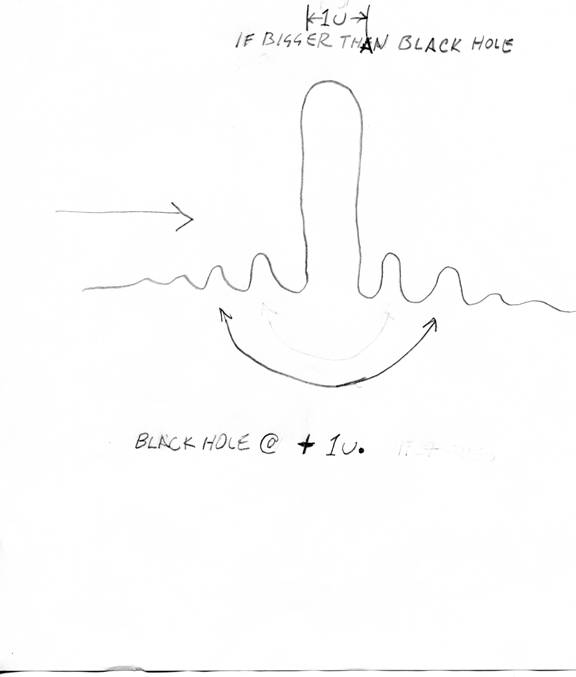 1U
IF BIGGER THAN BLACK HOLE
BLACK HOLE @ + 1U.